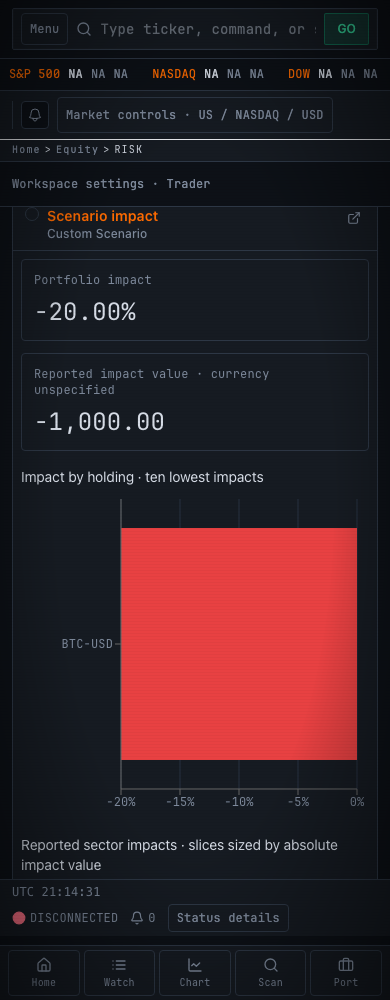 Menu
Type ticker, command, or
GO
S&P 500 NA NA NA NASDAQ NA NA NA DOW NA NA NA
Market controls · US / NASDAQ / USD
Home > Equity > RISK
Workspace settings · Trader
Scenario impact
Custom Scenario
Portfolio impact
-20.00%
Reported impact value · currency
unspecified
-1,000.00
Impact by holding · ten lowest impacts
BTC-USD
-20% -15% -10% -5% 0%
Reported sector impacts · slices sized by absolute
impact value
UTC 21:14:31
DISCONNECTED 0 Status details
Home Watch Chart Scan Port